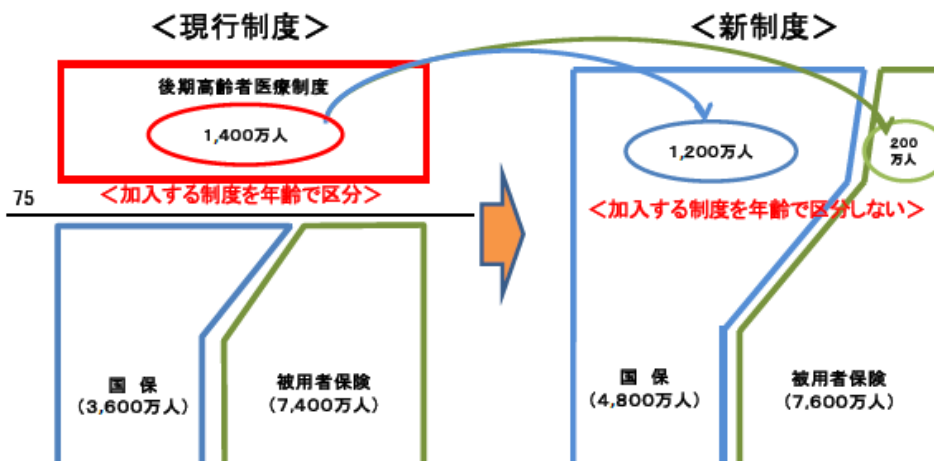 <現行制度>
後期高齢者医療制度
1,400万人
<加入する制度を年齢で区分>
75
国 保
(3,600万人)
被用者保険
(7,400万人)
<新制度>
1,200万人
200
万人
<加入する制度を年齢で区分しない>
国 保
(4,800万人)
被用者保険
(7,600万人)